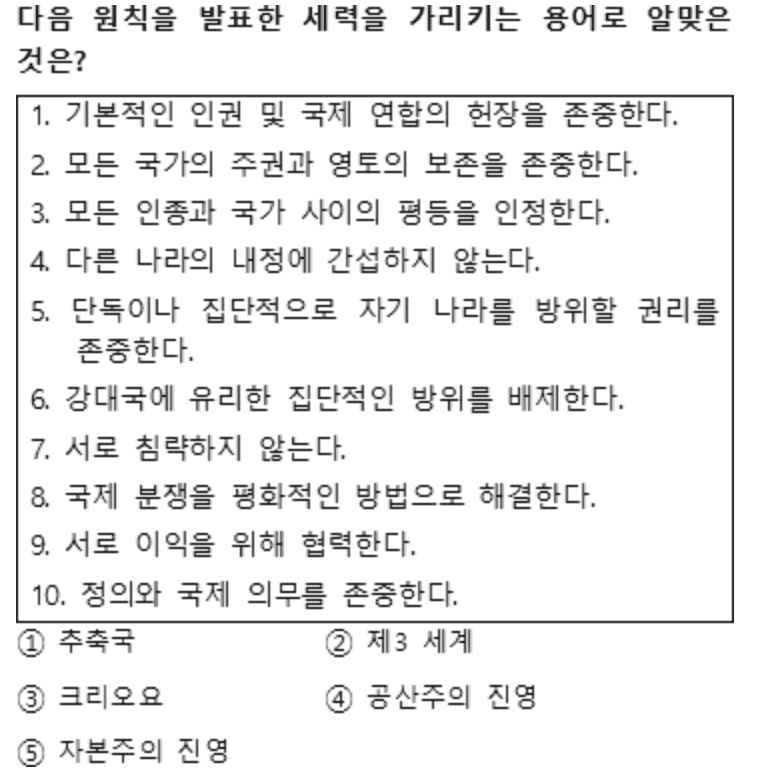 다음 원칙을 발표한 세력을 가리키는 용어로 알맞은
것은?
1. 기본적인 인권 및 국제 연합의 헌장을 존중한다.
2. 모든 국가의 주권과 영토의 보존을 존중한다.
3. 모든 인종과 국가 사이의 평등을 인정한다.
4. 다른 나라의 내정에 간섭하지 않는다.
5. 단독이나 집단적으로 자기 나라를 방위할 권리를
존중한다.
6. 강대국에 유리한 집단적인 방위를 배제한다.
7. 서로 침략하지 않는다.
8. 국제 분쟁을 평화적인 방법으로 해결한다.
9. 서로 이익을 위해 협력한다.
10. 정의와 국제 의무를 존중한다.
① 추축국 ② 제3 세계
③ 크리오요 ④ 공산주의 진영
⑤ 자본주의 진영